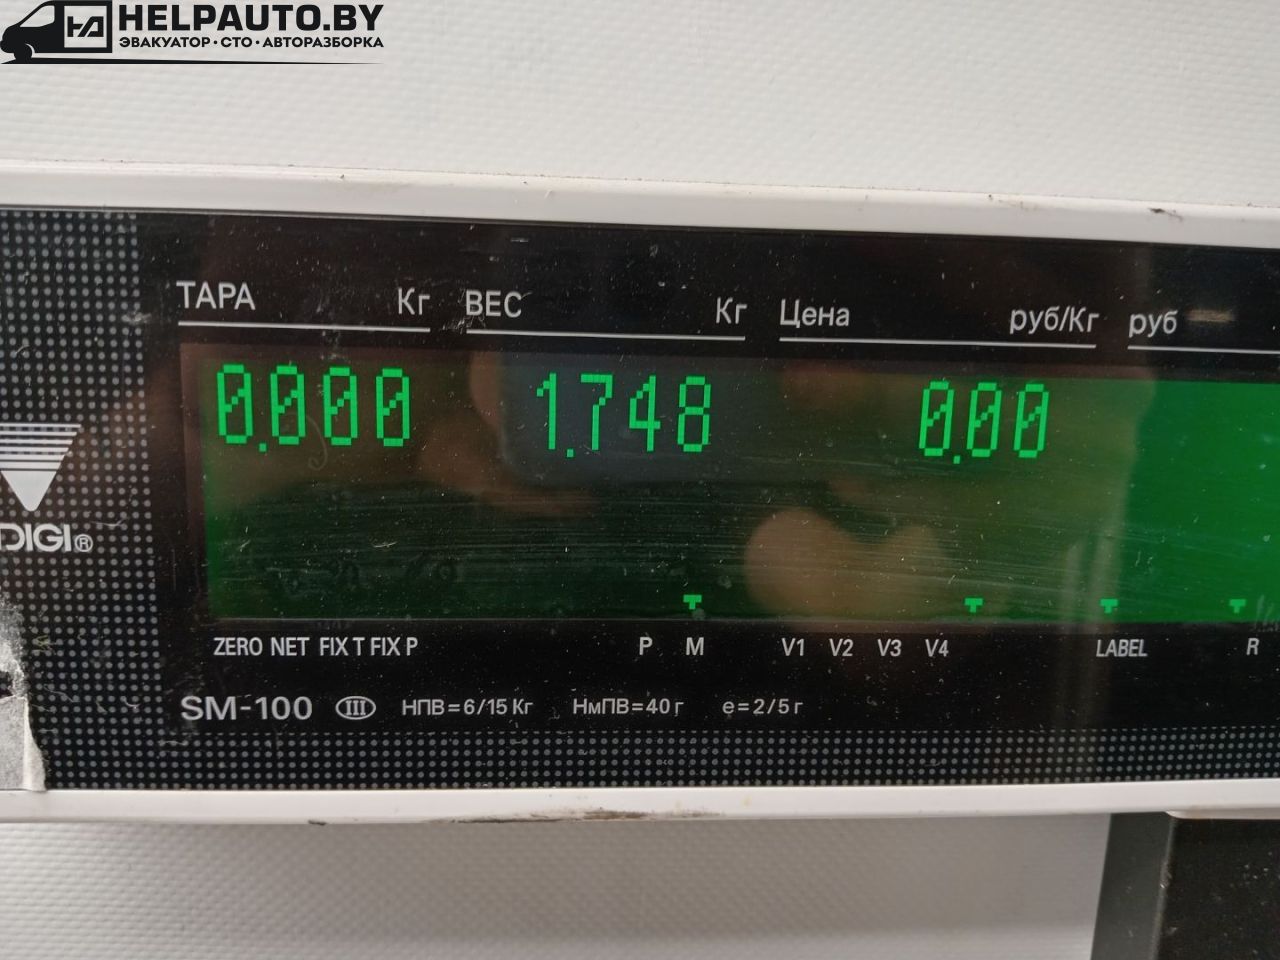 HELPAUTO.BY
ЭВАКУАТОР·СТО·АВТОРАЗБОРКА
ТАРА Кг ВЕС Кг Цена руб/Кг руб
0.000 1.748 0.00
DIGI®
ZERO NET FIX T FIX P P M V1 V2 V3 V4 LABEL R
SM-100 III НПВ=6/15 Кг НмПВ=40 г e=2/5 г